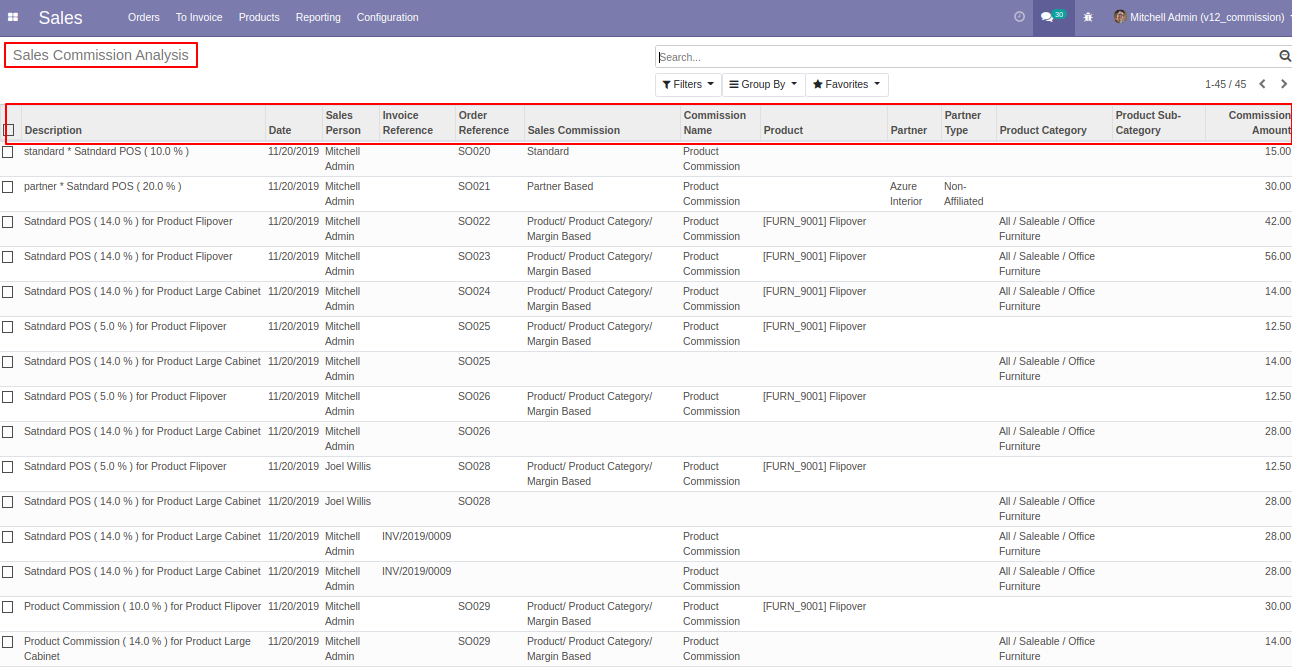 Sales Orders To Invoice Products Reporting Configuration 30 Mitchell Admin (v12_commission)
Sales Commission Analysis
Search...
Filters Group By Favorites 1-45 / 45
Description Date Sales Person Invoice Reference Order Reference Sales Commission Commission Name Product Partner Partner Type Product Category Product Sub-Category Commission Amount
standard * Satndard POS ( 10.0 % ) 11/20/2019 Mitchell Admin SO020 Standard Product Commission 15.00
partner * Satndard POS ( 20.0 % ) 11/20/2019 Mitchell Admin SO021 Partner Based Product Commission Azure Interior Non-Affiliated 30.00
Satndard POS ( 14.0 % ) for Product Flipover 11/20/2019 Mitchell Admin SO022 Product/ Product Category/ Margin Based Product Commission [FURN_9001] Flipover All / Saleable / Office Furniture 42.00
Satndard POS ( 14.0 % ) for Product Flipover 11/20/2019 Mitchell Admin SO023 Product/ Product Category/ Margin Based Product Commission [FURN_9001] Flipover All / Saleable / Office Furniture 56.00
Satndard POS ( 14.0 % ) for Product Large Cabinet 11/20/2019 Mitchell Admin SO024 Product/ Product Category/ Margin Based Product Commission [FURN_9001] Flipover All / Saleable / Office Furniture 14.00
Satndard POS ( 5.0 % ) for Product Flipover 11/20/2019 Mitchell Admin SO025 Product/ Product Category/ Margin Based Product Commission [FURN_9001] Flipover 12.50
Satndard POS ( 14.0 % ) for Product Large Cabinet 11/20/2019 Mitchell Admin SO025 All / Saleable / Office Furniture 14.00
Satndard POS ( 5.0 % ) for Product Flipover 11/20/2019 Mitchell Admin SO026 Product/ Product Category/ Margin Based Product Commission [FURN_9001] Flipover 12.50
Satndard POS ( 14.0 % ) for Product Large Cabinet 11/20/2019 Mitchell Admin SO026 All / Saleable / Office Furniture 28.00
Satndard POS ( 5.0 % ) for Product Flipover 11/20/2019 Joel Willis SO028 Product/ Product Category/ Margin Based Product Commission [FURN_9001] Flipover 12.50
Satndard POS ( 14.0 % ) for Product Large Cabinet 11/20/2019 Joel Willis SO028 All / Saleable / Office Furniture 28.00
Satndard POS ( 14.0 % ) for Product Large Cabinet 11/20/2019 Mitchell Admin INV/2019/0009 Product Commission All / Saleable / Office Furniture 28.00
Satndard POS ( 14.0 % ) for Product Large Cabinet 11/20/2019 Mitchell Admin INV/2019/0009 Product Commission All / Saleable / Office Furniture 28.00
Product Commission ( 10.0 % ) for Product Flipover 11/20/2019 Mitchell Admin SO029 Product/ Product Category/ Margin Based Product Commission [FURN_9001] Flipover 30.00
Product Commission ( 14.0 % ) for Product Large Cabinet 11/20/2019 Mitchell Admin SO029 Product/ Product Category/ Margin Based Product Commission All / Saleable / Office Furniture 14.00